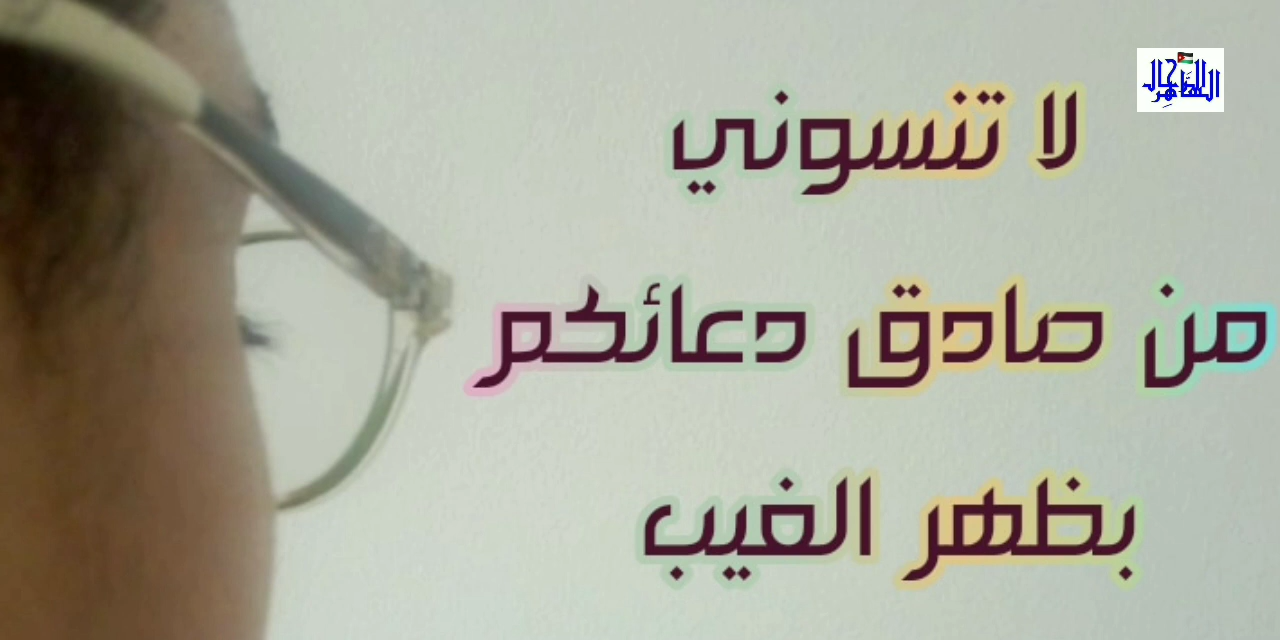 لا تنسوني
من صادق دعائكم
بظهر الغيب